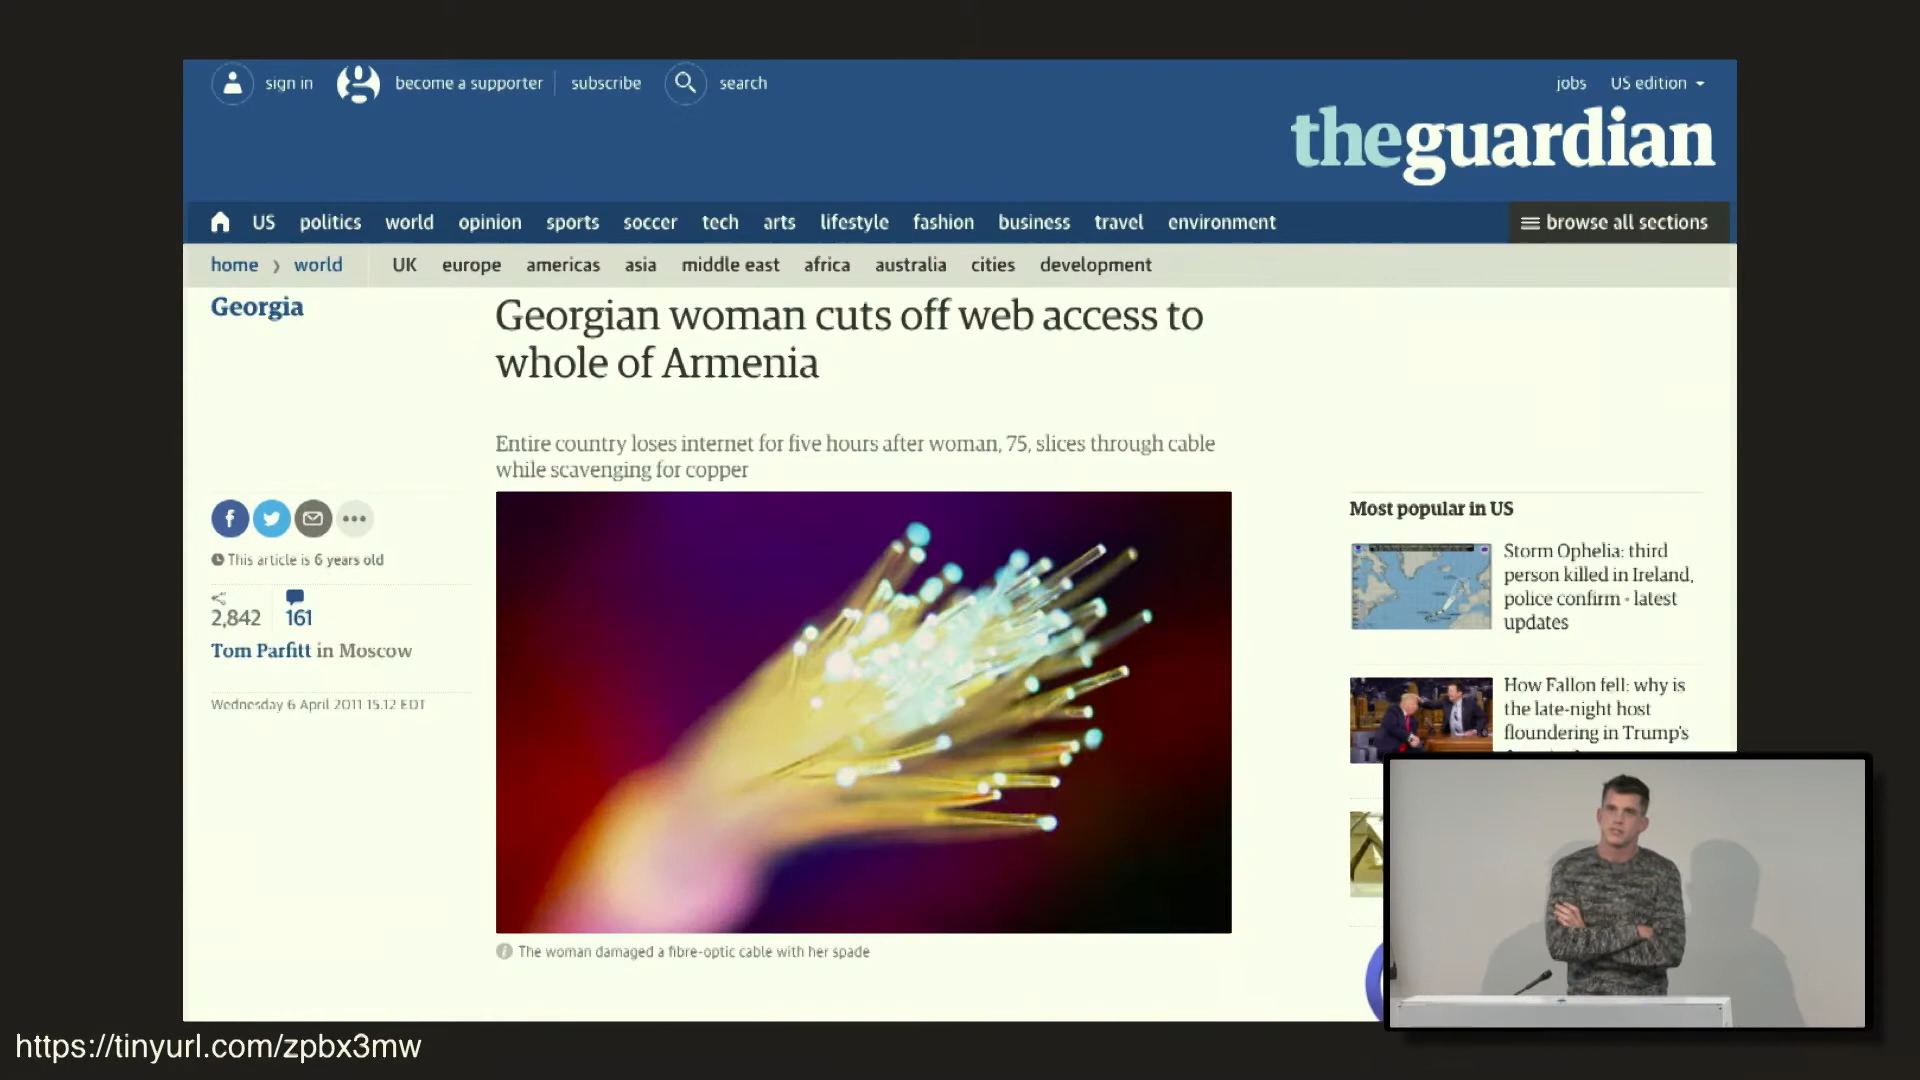 sign in
become a supporter
subscribe
search
jobs
US edition
theguardian
US politics world opinion sports soccer tech arts lifestyle fashion business travel environment
browse all sections
home › world
UK europe americas asia middle east africa australia cities development
Georgia
Georgian woman cuts off web access to
whole of Armenia
Entire country loses internet for five hours after woman, 75, slices through cable
while scavenging for copper
This article is 6 years old
2,842
161
Tom Parfitt in Moscow
Wednesday 6 April 2011 15.12 EDT
The woman damaged a fibre-optic cable with her spade
Most popular in US
Storm Ophelia: third
person killed in Ireland,
police confirm - latest
updates
How Fallon fell: why is
the late-night host
floundering in Trump's
https://tinyurl.com/zpbx3mw